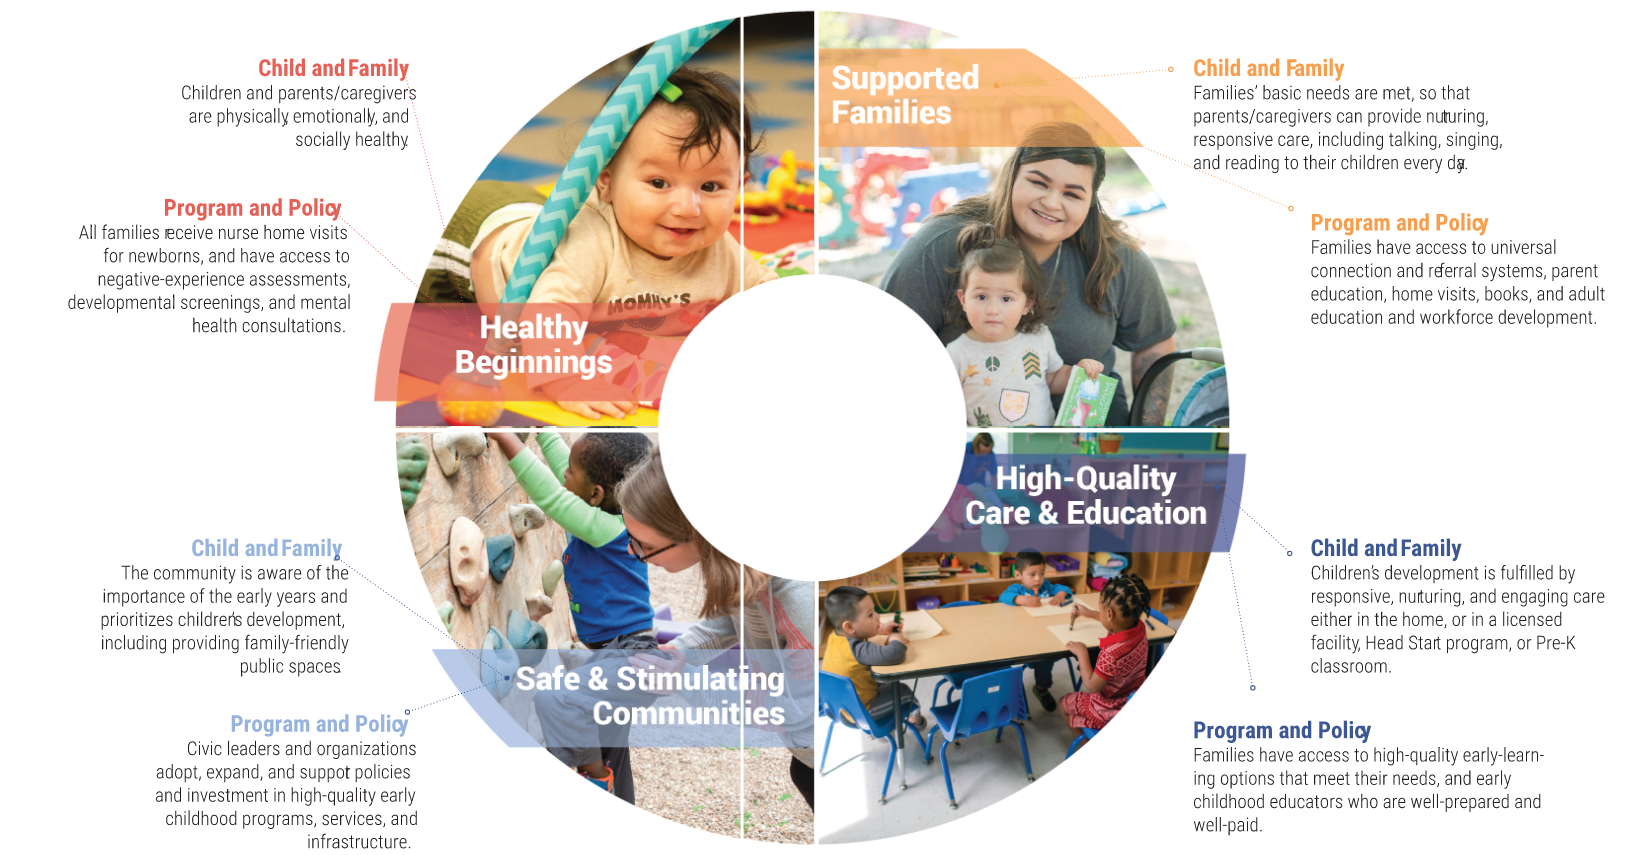 Child and Family
Children and parents/caregivers
are physically, emotionally, and
socially healthy.
Program and Policy
All families receive nurse home visits
for newborns, and have access to
negative-experience assessments,
developmental screenings, and mental
health consultations.
Healthy
Beginnings
MOMMY'S
Supported
Families
Child and Family
Families' basic needs are met, so that
parents/caregivers can provide nurturing,
responsive care, including talking, singing,
and reading to their children every day.
Program and Policy
Families have access to universal
connection and referral systems, parent
education, home visits, books, and adult
education and workforce development.
High-Quality
Care & Education
Child and Family
Children's development is fulfilled by
responsive, nurturing, and engaging care
either in the home, or in a licensed
facility, Head Start program, or Pre-K
classroom.
Program and Policy
Families have access to high-quality early-learn-
ing options that meet their needs, and early
childhood educators who are well-prepared and
well-paid.
Child and Family
The community is aware of the
importance of the early years and
prioritizes children's development,
including providing family-friendly
public spaces.
Program and Policy
Civic leaders and organizations
adopt, expand, and support policies
and investment in high-quality early
childhood programs, services, and
infrastructure.
Safe & Stimulating
Communities